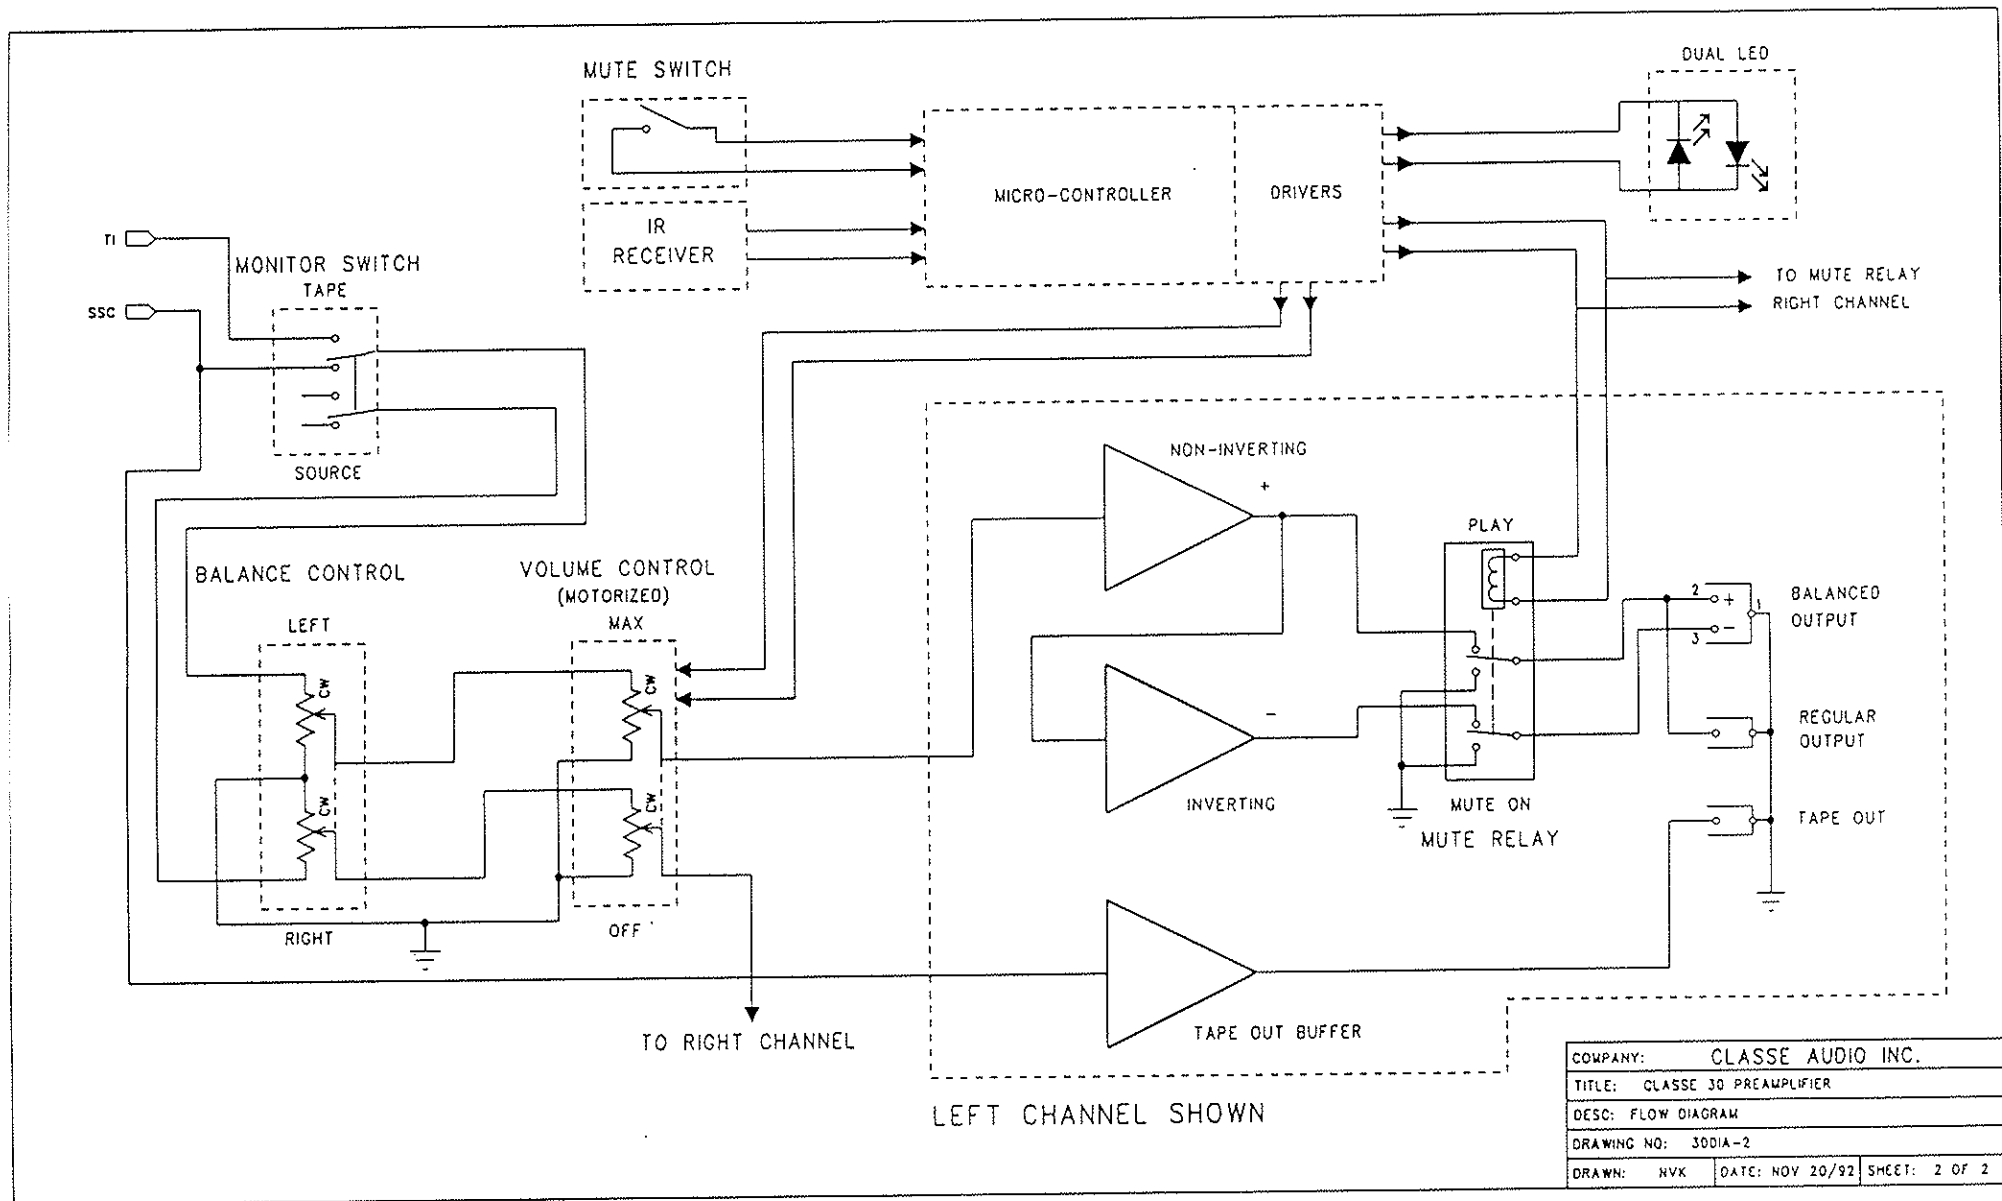 DUAL LED
MUTE SWITCH
MICRO-CONTROLLER
DRIVERS
IR
RECEIVER
TI
MONITOR SWITCH
TAPE
SSC
TO MUTE RELAY
RIGHT CHANNEL
SOURCE
NON-INVERTING
+
PLAY
BALANCE CONTROL
VOLUME CONTROL
(MOTORIZED)
LEFT
MAX
CW
CW
CW
CW
2
+
1
-
3
BALANCED
OUTPUT
-
REGULAR
OUTPUT
INVERTING
MUTE ON
MUTE RELAY
TAPE OUT
RIGHT
OFF
TO RIGHT CHANNEL
TAPE OUT BUFFER
LEFT CHANNEL SHOWN
COMPANY: CLASSE AUDIO INC.
TITLE: CLASSE 30 PREAMPLIFIER
DESC: FLOW DIAGRAM
DRAWING NO: 30DIA-2
DRAWN: NVK DATE: NOV 20/92 SHEET: 2 OF 2